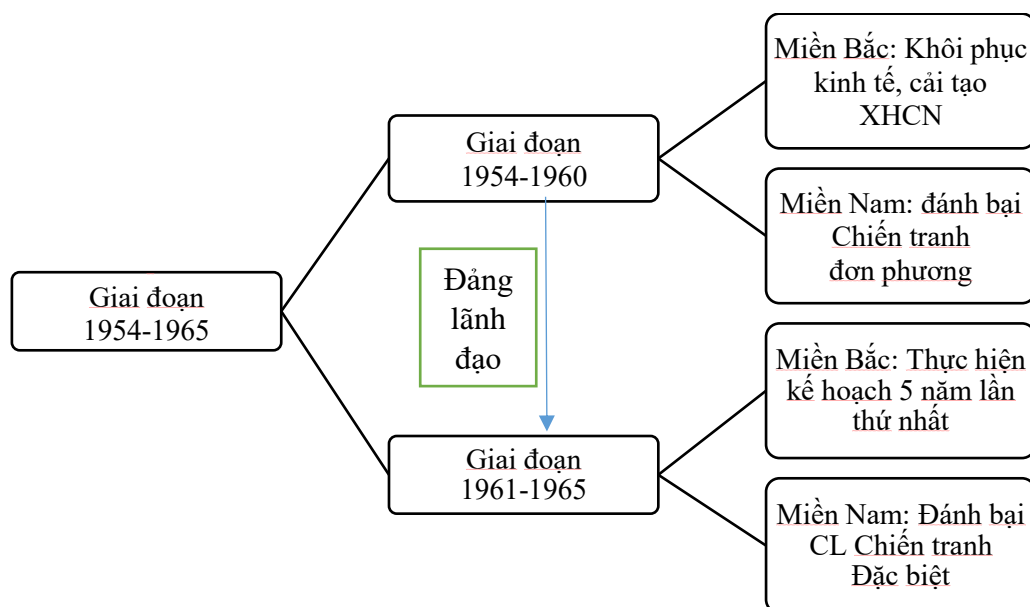 Giai đoạn
1954-1965
Giai đoạn
1954-1960
Đảng
lãnh
đạo
Giai đoạn
1961-1965
Miền Bắc: Khôi phục
kinh tế, cải tạo
XHCN
Miền Nam: đánh bại
Chiến tranh
đơn phương
Miền Bắc: Thực hiện
kế hoạch 5 năm lần
thứ nhất
Miền Nam: Đánh bại
CL Chiến tranh
Đặc biệt